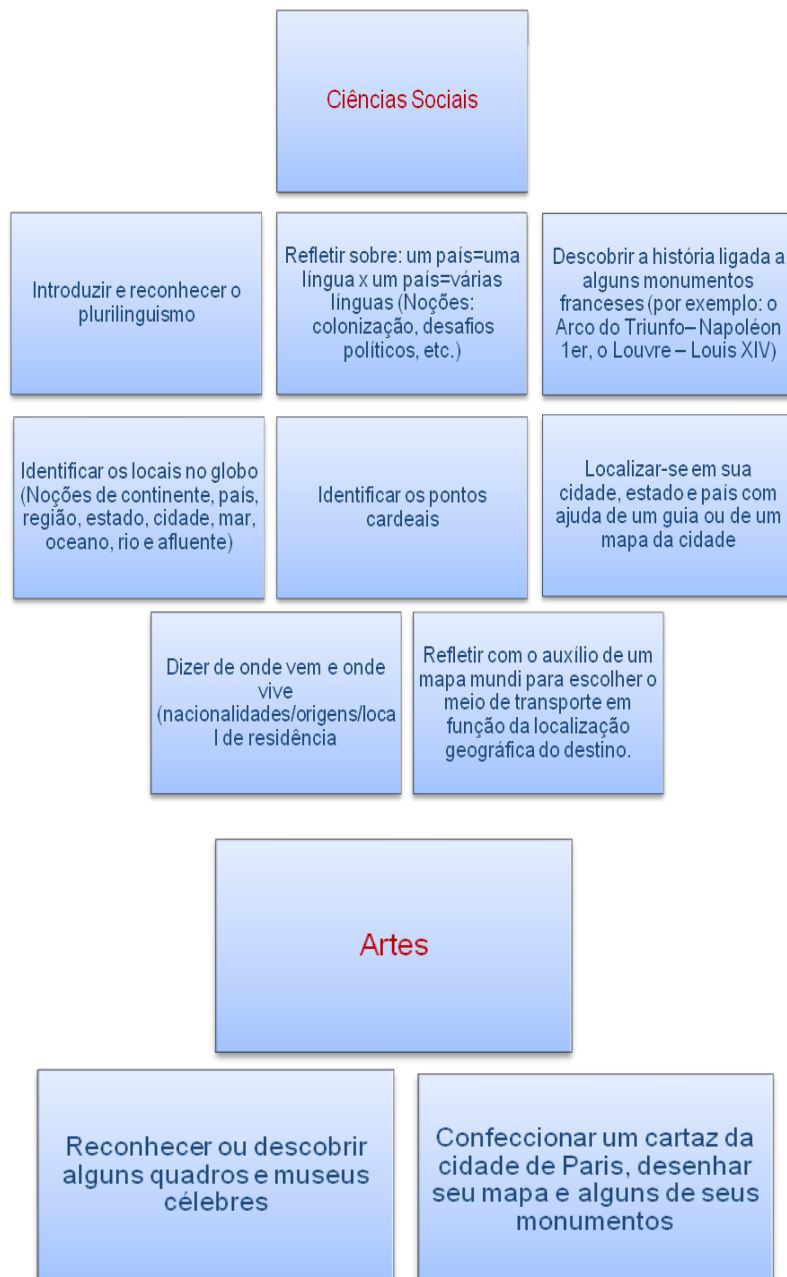 Ciências Sociais
Introduzir e reconhecer o
plurilinguismo
Refletir sobre: um país=uma
língua x um país=várias
línguas (Noções:
colonização, desafios
políticos, etc.)
Descobrir a história ligada a
alguns monumentos
franceses (por exemplo: o
Arco do Triunfo– Napoléon
1er, o Louvre – Louis XIV)
Identificar os locais no globo
(Noções de continente, país,
região, estado, cidade, mar,
oceano, rio e afluente)
Identificar os pontos
cardeais
Localizar-se em sua
cidade, estado e país com
ajuda de um guia ou de um
mapa da cidade
Dizer de onde vem e onde
vive
(nacionalidades/origens/loca
l de residência
Refletir com o auxílio de um
mapa mundi para escolher o
meio de transporte em
função da localização
geográfica do destino.
Artes
Reconhecer ou descobrir
alguns quadros e museus
célebres
Confeccionar um cartaz da
cidade de Paris, desenhar
seu mapa e alguns de seus
monumentos